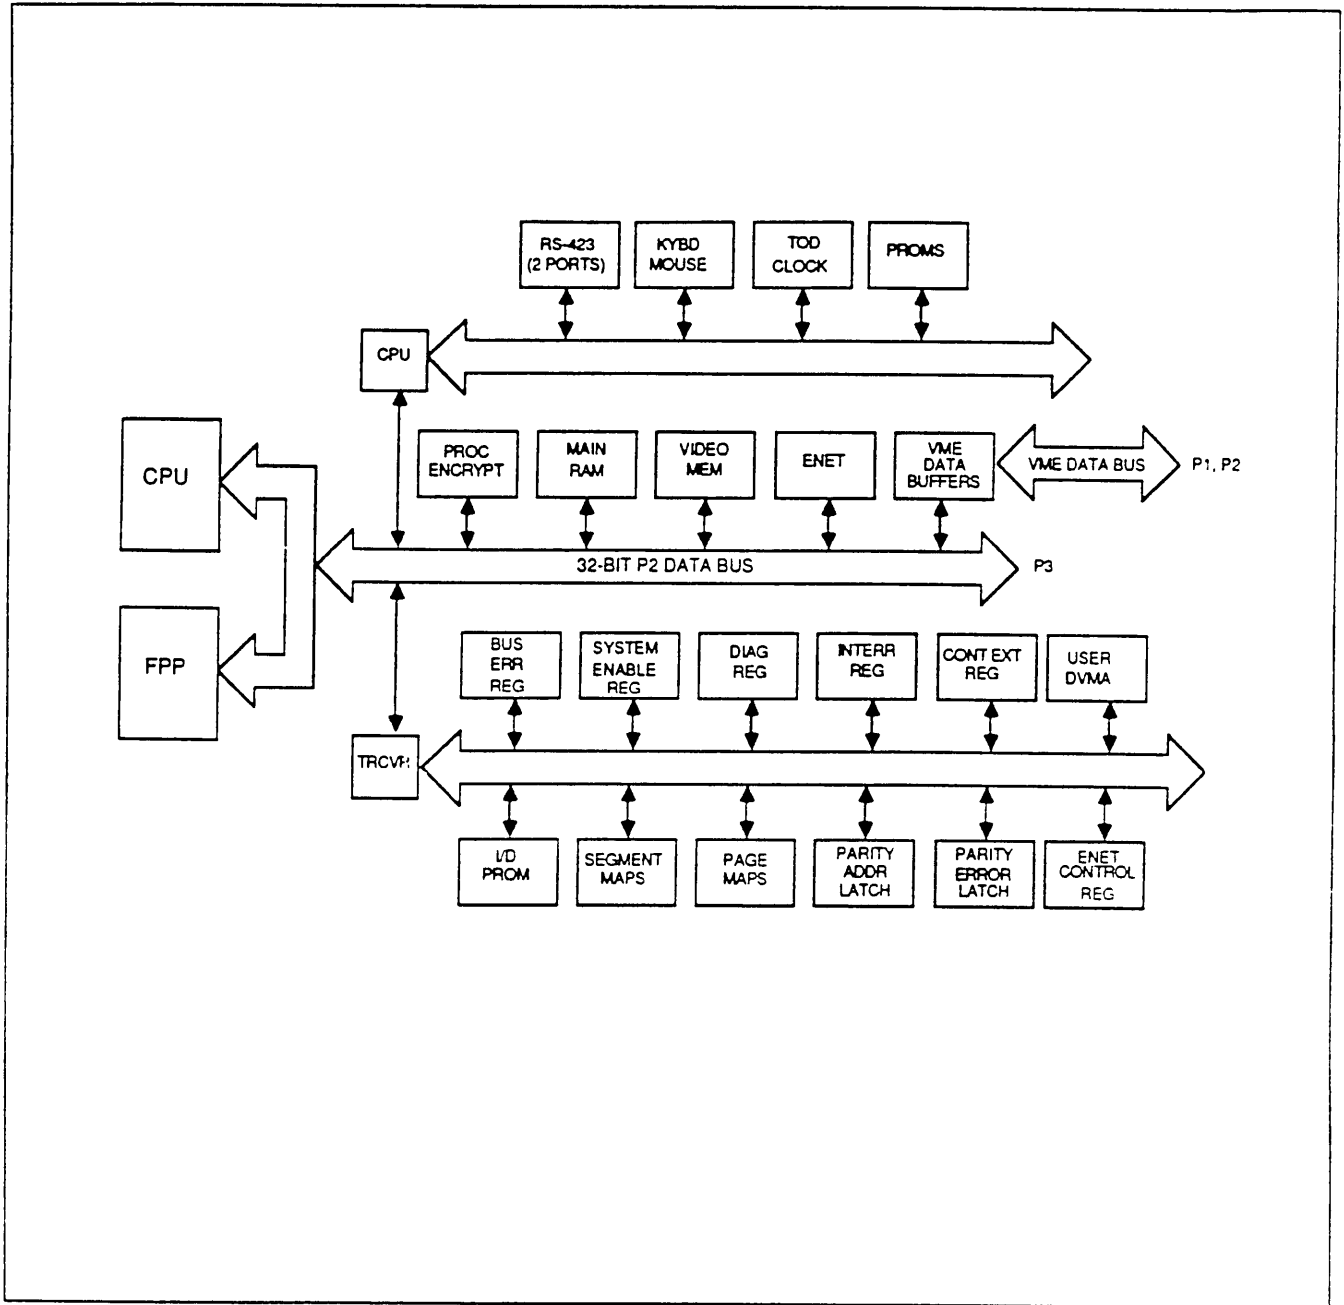 RS-423
(2 PORTS)
KYBD
MOUSE
TOD
CLOCK
PROMS
CPU
CPU
PROC
ENCRYPT
MAIN
RAM
VIDEO
MEM
ENET
VME
DATA
BUFFERS
VME DATA BUS
P1, P2
32-BIT P2 DATA BUS
P3
FPP
BUS
ERR
REG
SYSTEM
ENABLE
REG
DIAG
REG
INTERR
REG
CONTEXT
REG
USER
DVMA
TRCVR
I/D
PROM
SEGMENT
MAPS
PAGE
MAPS
PARITY
ADDR
LATCH
PARITY
ERROR
LATCH
ENET
CONTROL
REG